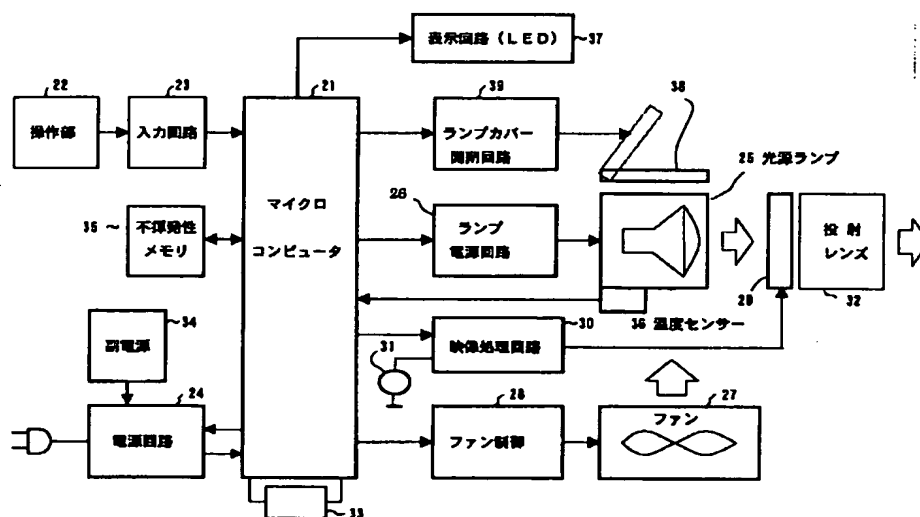 表示回路（LED）
37
22
操作部
23
入力回路
21
マイクロ
コンピュータ
39
ランプカバー
開閉回路
38
25 光源ランプ
35
不揮発性
メモリ
26
ランプ
電源回路
投射
レンズ
29
32
36 温度センサー
34
副電源
30
映像処理回路
31
24
電源回路
28
ファン制御
27
ファン
33